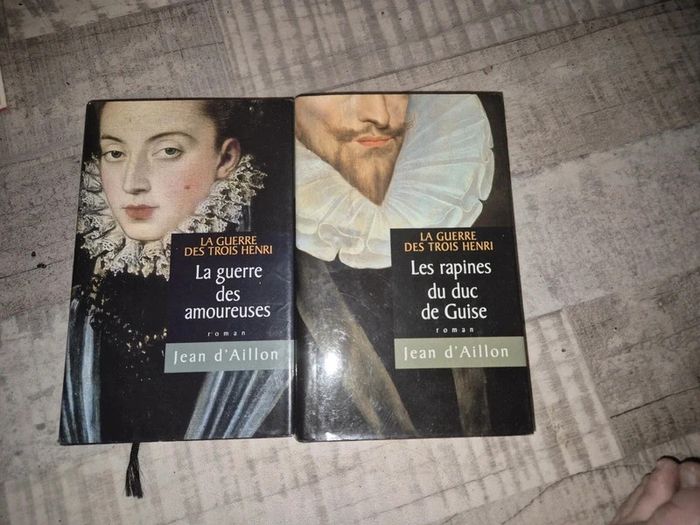 LA GUERRE
DES TROIS HENRI
La guerre
des
amoureuses
roman
Jean d'Aillon
LA GUERRE
DES TROIS HENRI
Les rapines
du duc
de Guise
roman
Jean d'Aillon